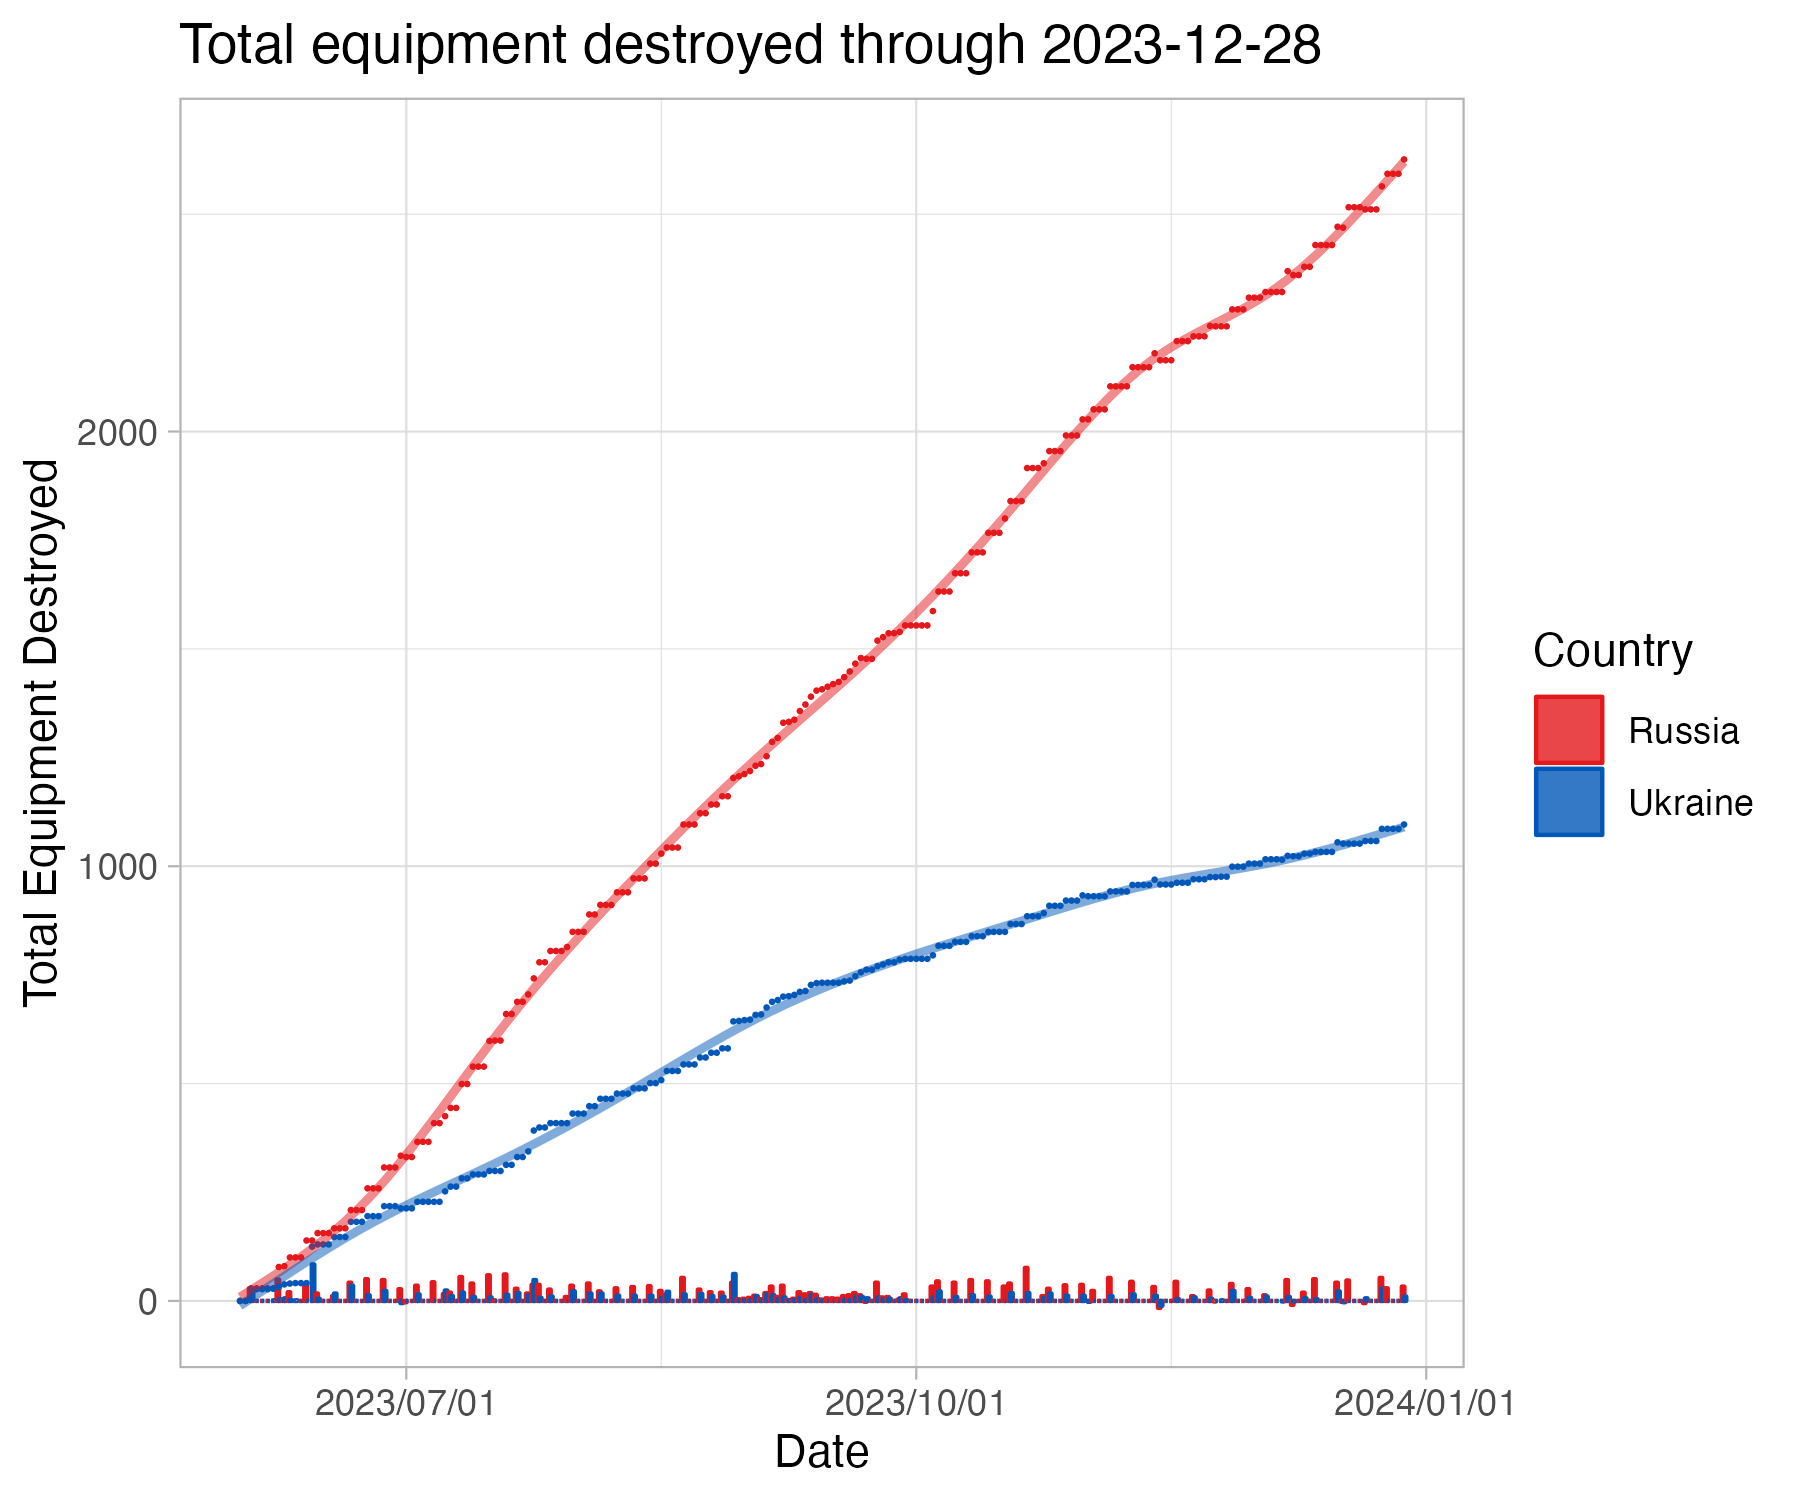 Total equipment destroyed through 2023-12-28
Total Equipment Destroyed
2000
1000
0
2023/07/01
2023/10/01
2024/01/01
Date
Country
Russia
Ukraine